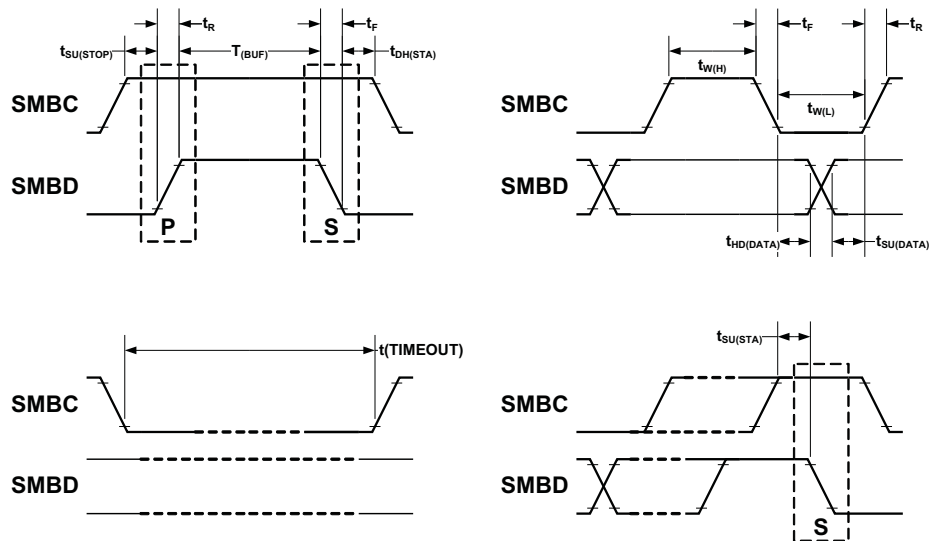 tR
tF
tSU(STOP)
T(BUF)
tDH(STA)
SMBC
SMBD
P
S
tF
tR
tW(H)
tW(L)
SMBC
SMBD
tHD(DATA)
tSU(DATA)
t(TIMEOUT)
SMBC
SMBD
tSU(STA)
SMBC
SMBD
S